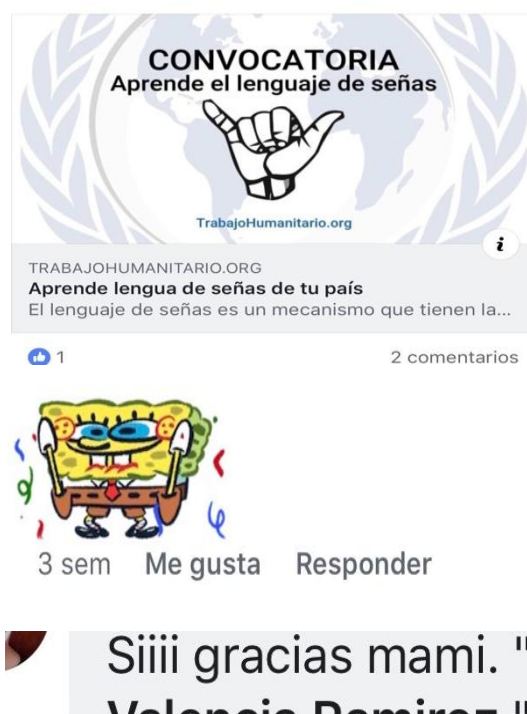 CONVOCATORIA
Aprende el lenguaje de señas
TrabajoHumanitario.org
i
TRABAJOHUMANITARIO.ORG
Aprende lengua de señas de tu país
El lenguaje de señas es un mecanismo que tienen la...
1
2 comentarios
3 sem Me gusta Responder
Siiii gracias mami. "
Valencia Ramirez